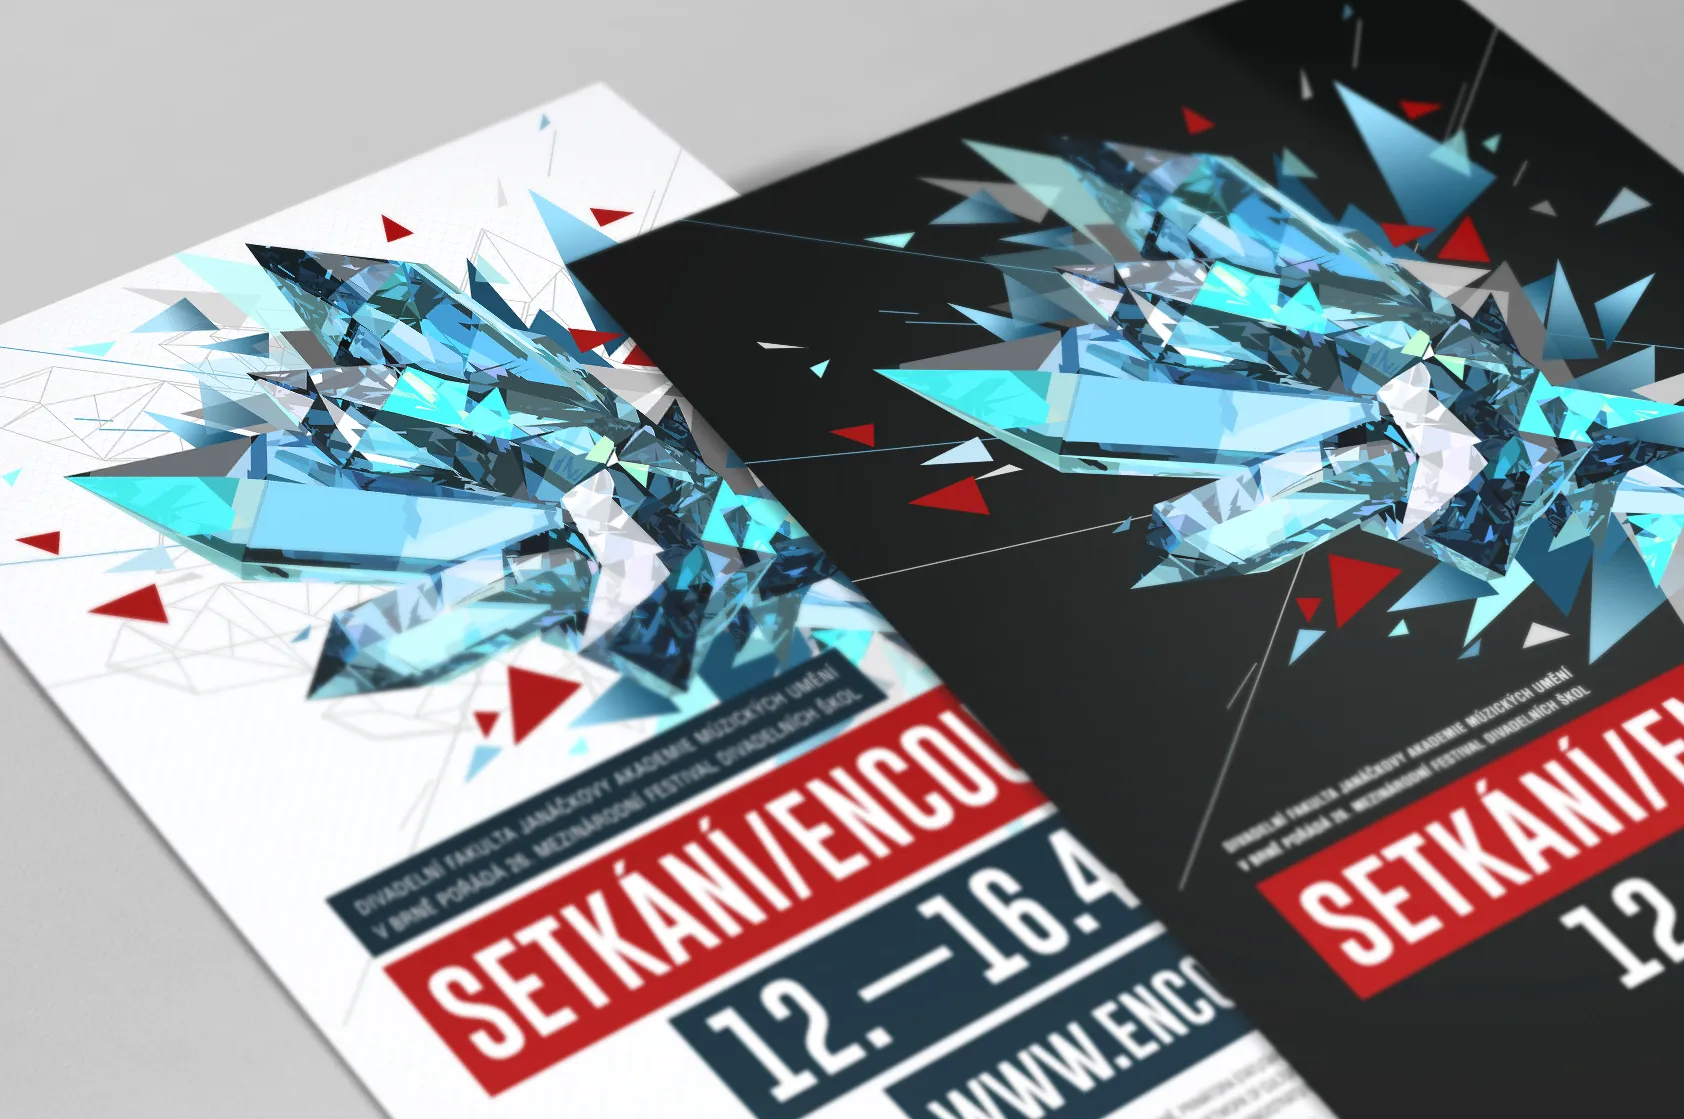 DIVADELNÍ FAKULTA JANÁČKOVY AKADEMIE MÚZICKÝCH UMĚNÍ
V BRNĚ POŘÁDÁ 26. MEZINÁRODNÍ FESTIVAL DIVADELNÍCH ŠKOL
SETKÁNÍ/ENCOU
12.—16.4
WWW.ENCO
DIVADELNÍ FAKULTA JANÁČKOVY AKADEMIE MÚZICKÝCH UMĚNÍ
V BRNĚ POŘÁDÁ 26. MEZINÁRODNÍ FESTIVAL DIVADELNÍCH ŠKOL
SETKÁNÍ/E
12